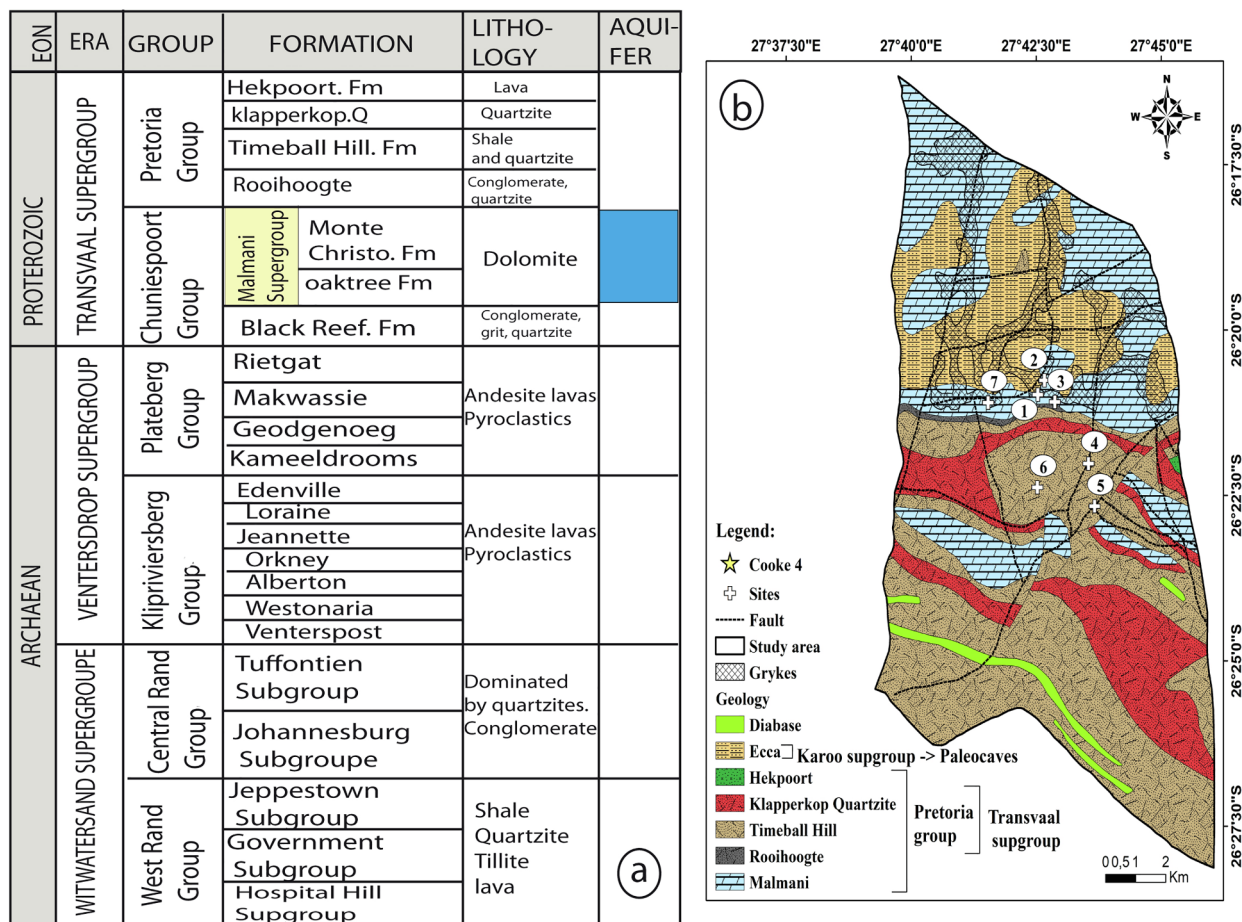 EON
ERA
GROUP
FORMATION
LITHO-
LOGY
AQUI-
FER
PROTEROZOIC
TRANSVAAL SUPERGROUP
Pretoria
Group
Hekpoort. Fm
Lava
klapperkop.Q
Quartzite
Timeball Hill. Fm
Shale
and quartzite
Rooihoogte
Conglomerate,
quartzite
Chuniespoort
Group
Malmani
Supergroup
Monte
Christo. Fm
oaktree Fm
Dolomite
Black Reef. Fm
Conglomerate,
grit, quartzite
ARCHAEAN
VENTERSDROP SUPERGROUP
Plateberg
Group
Rietgat
Makwassie
Geodgenoeg
Kameeldrooms
Andesite lavas
Pyroclastics
Klipriviersberg
Group
Edenville
Loraine
Jeannette
Orkney
Alberton
Westonaria
Venterspost
Andesite lavas
Pyroclastics
WITWATERSAND SUPERGROUPE
Central Rand
Group
Tuffontien
Subgroup
Johannesburg
Subgroupe
Dominated
by quartzites.
Conglomerate
West Rand
Group
Jeppestown
Subgroup
Government
Subgroup
Hospital Hill
Supgroup
Shale
Quartzite
Tillite
lava
a
27°37'5"E
27°40'0"E
27°42'30"E
27°45'0"E
b
N
W
E
S
26°17'30"S
26°20'0"S
26°22'30"S
26°25'0"S
26°27'30"S
2
7
3
1
4
6
5
Legend:
Cooke 4
Sites
Fault
Study area
Grykes
Geology
Diabase
Ecca
Karoo supgroup -> Paleocaves
Hekpoort
Klapperkop Quartzite
Timeball Hill
Rooihoogte
Malmani
Pretoria
group
Transvaal
supgroup
0 0,5 1 2
Km